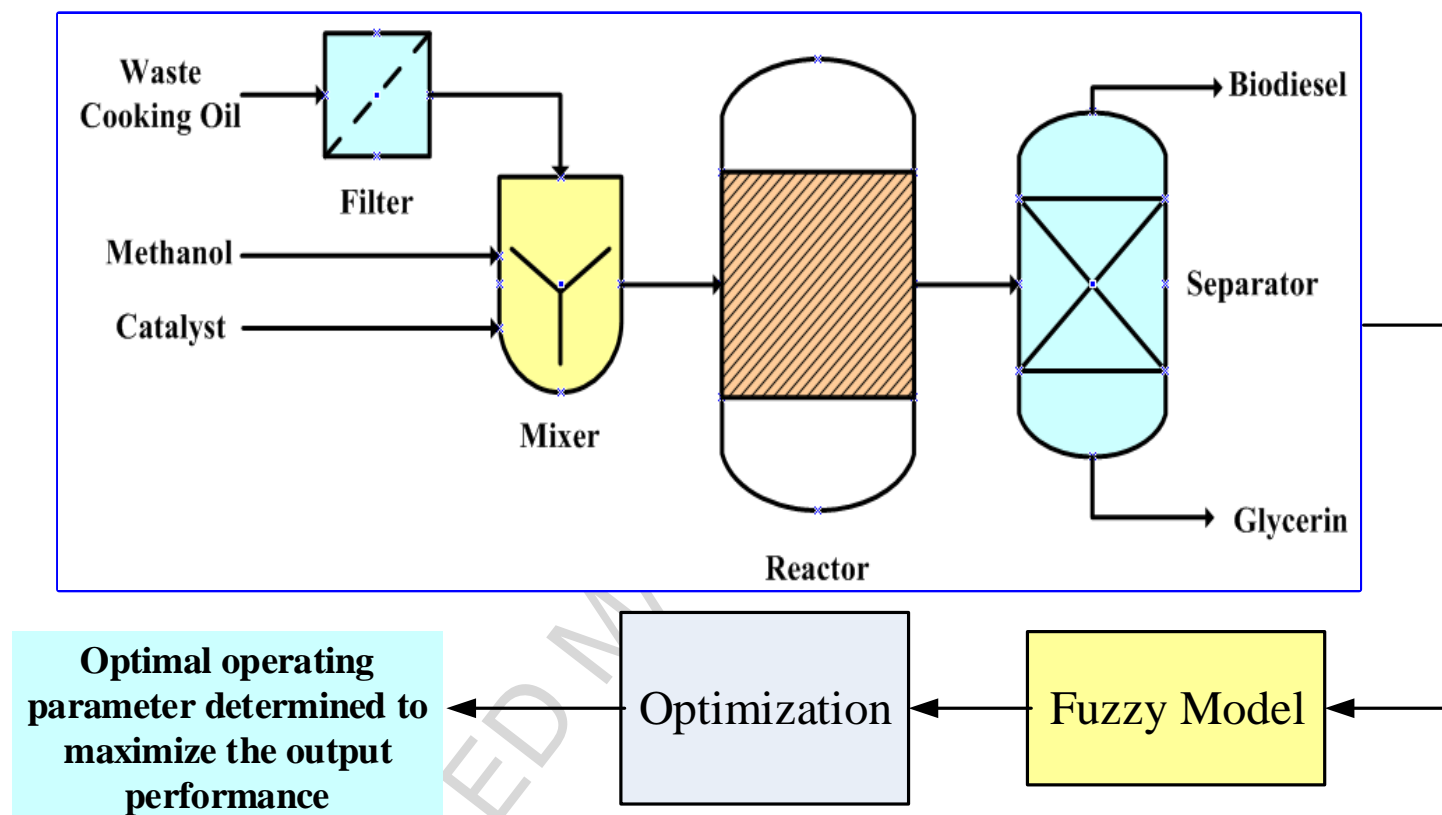 Waste
Cooking Oil
Filter
Methanol
Catalyst
Mixer
Reactor
Biodiesel
Separator
Glycerin
Optimal operating
parameter determined to
maximize the output
performance
Optimization
Fuzzy Model
ED M